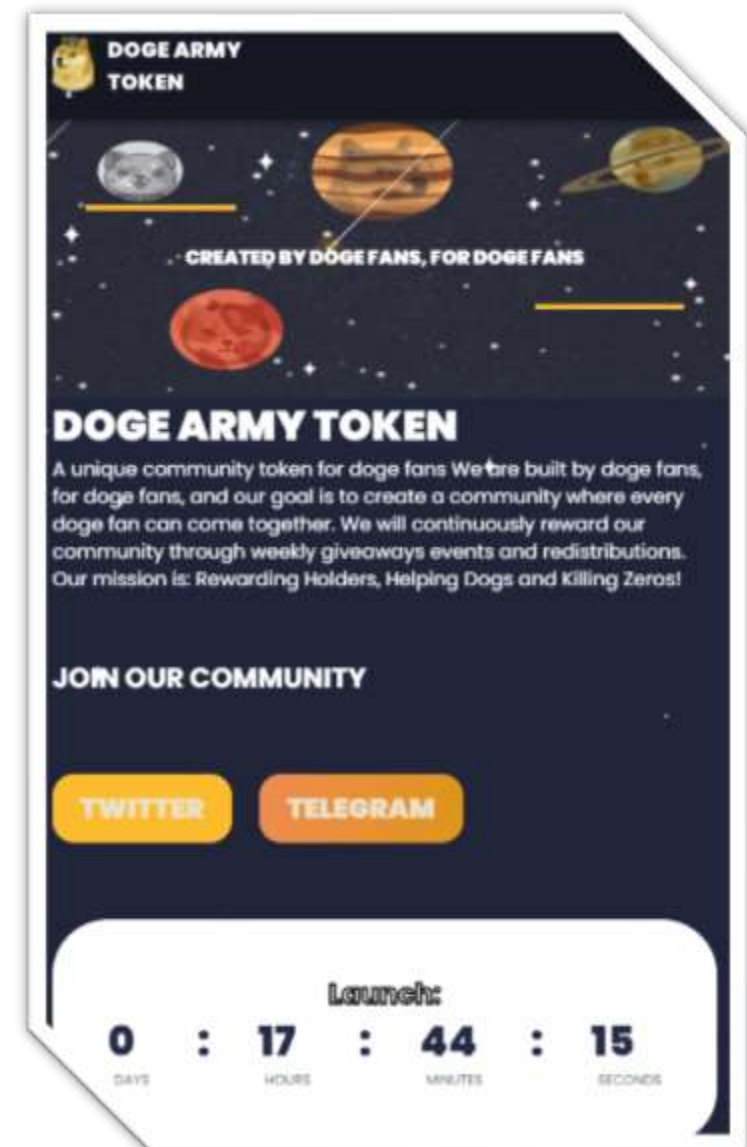 DOGE ARMY
TOKEN
CREATED BY DOGE FANS, FOR DOGE FANS
DOGE ARMY TOKEN
A unique community token for doge fans We are built by doge fans,
for doge fans, and our goal is to create a community where every
doge fan can come together. We will continuously reward our
community through weekly giveaways events and redistributions.
Our mission is: Rewarding Holders, Helping Dogs and Killing Zeros!
JOIN OUR COMMUNITY
TWITTER TELEGRAM
Launch:
0 : 17 : 44 : 15
DAYS HOURS MINUTES SECONDS